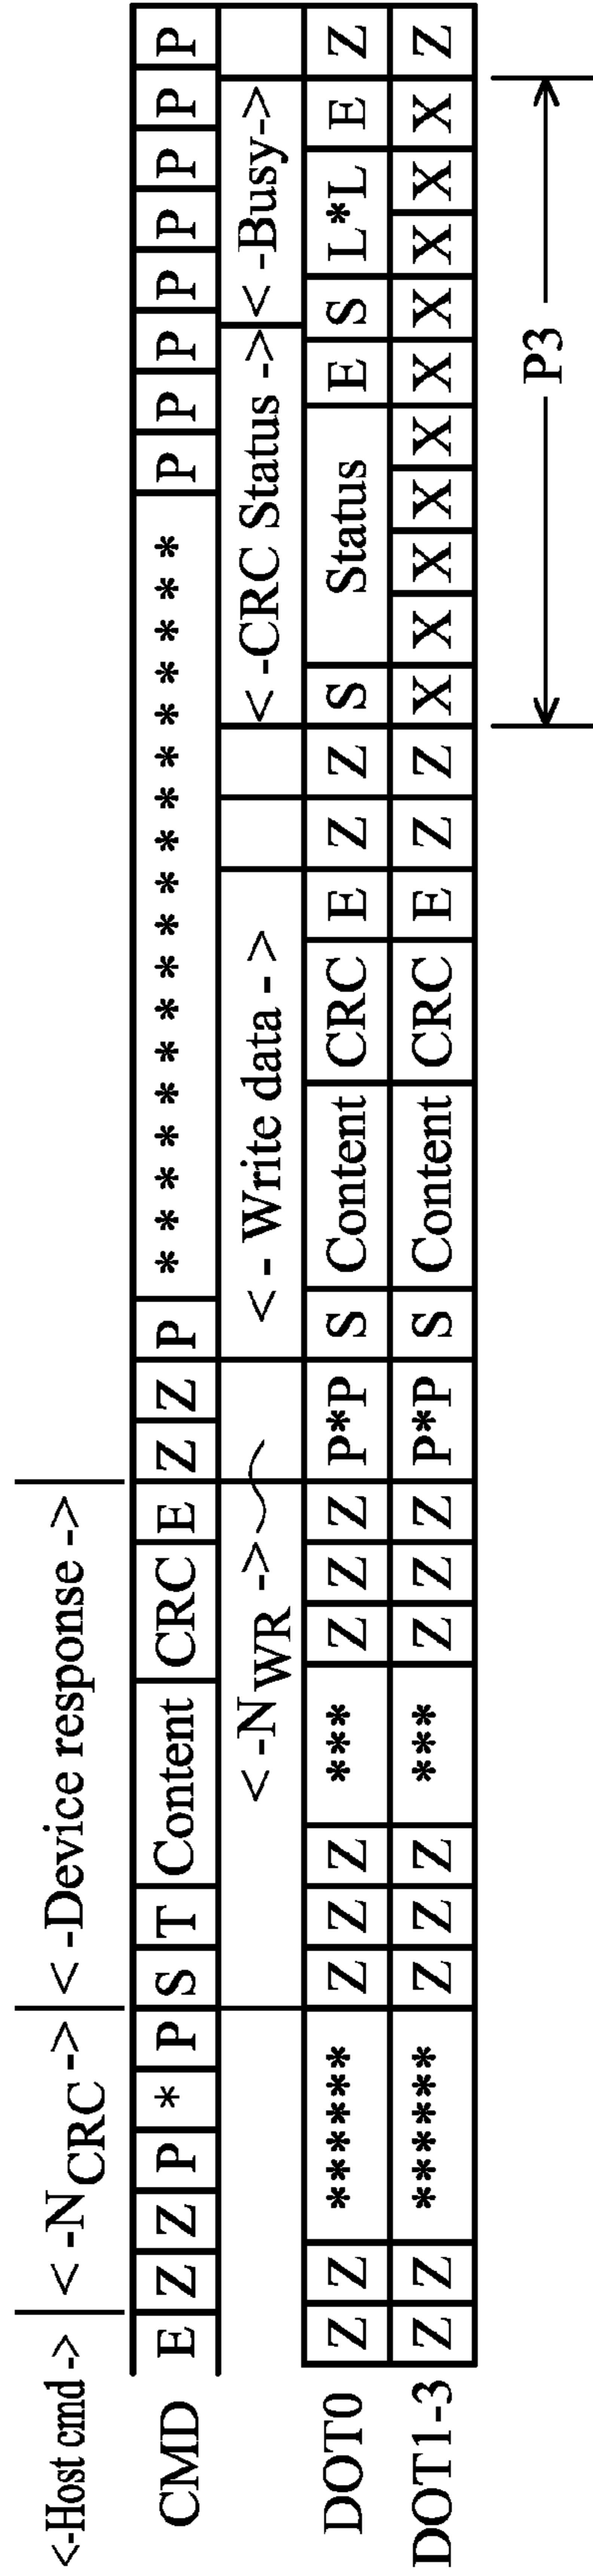 <-Host cmd -> < -NCRC -> < -Device response ->
CMD E Z Z P * P S T Content CRC E Z Z P * * * * * * * * * * * * * * * * * * P P P P P P P P
< -NWR -> < - Write data - > < -CRC Status -> < -Busy->
DOT0 Z Z ****** Z Z Z *** Z Z Z P*P S Content CRC E Z Z S Status E S L*L E Z
DOT1-3 Z Z ****** Z Z Z *** Z Z Z P*P S Content CRC E Z Z X X X X X X X X X X Z
P3